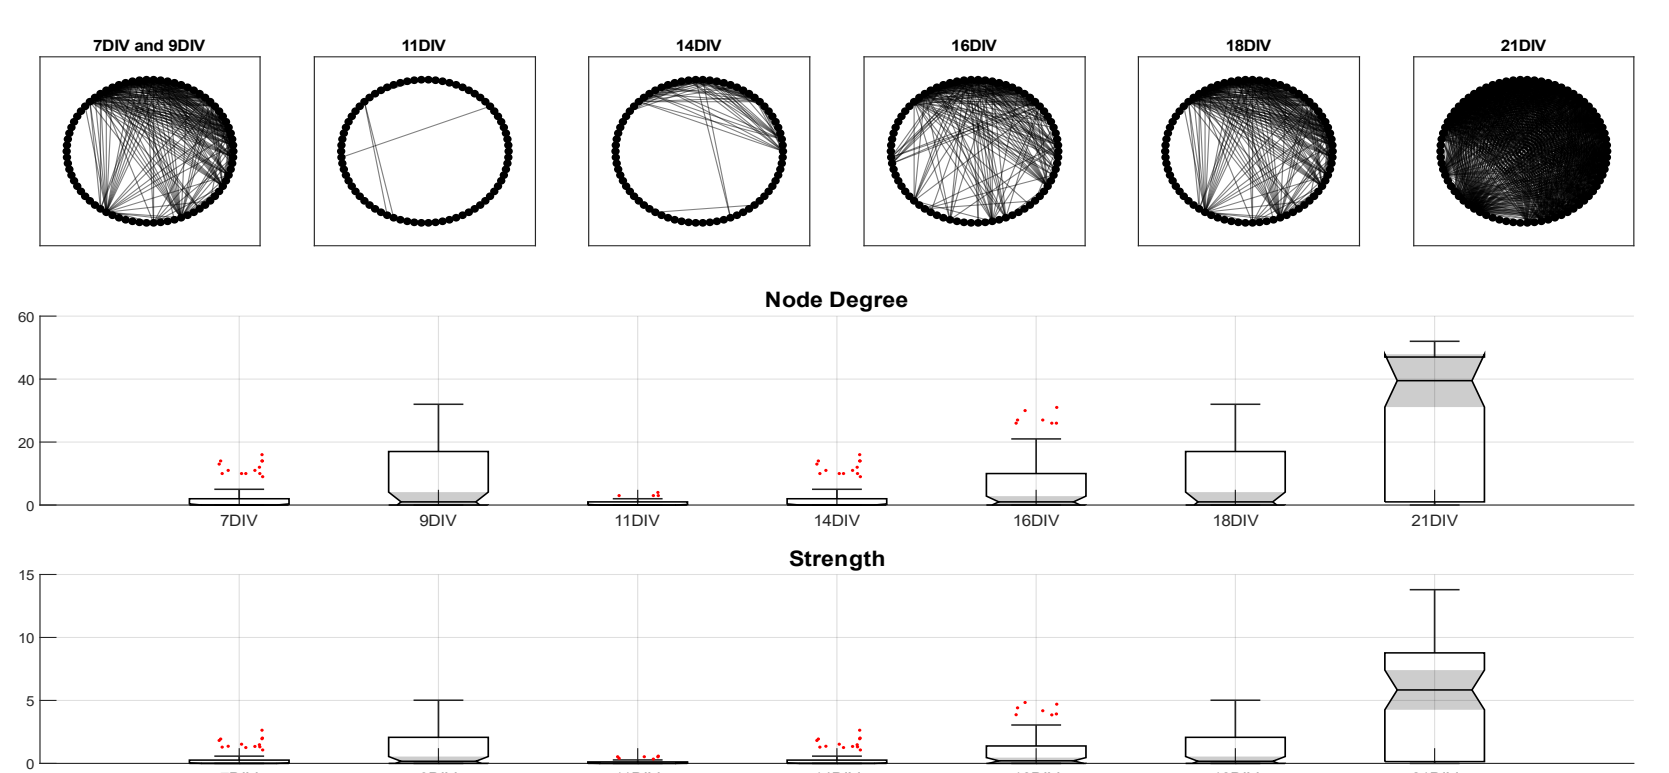 7DIV and 9DIV 11DIV 14DIV 16DIV 18DIV 21DIV
Node Degree
60
40
20
0
7DIV 9DIV 11DIV 14DIV 16DIV 18DIV 21DIV
Strength
15
10
5
0